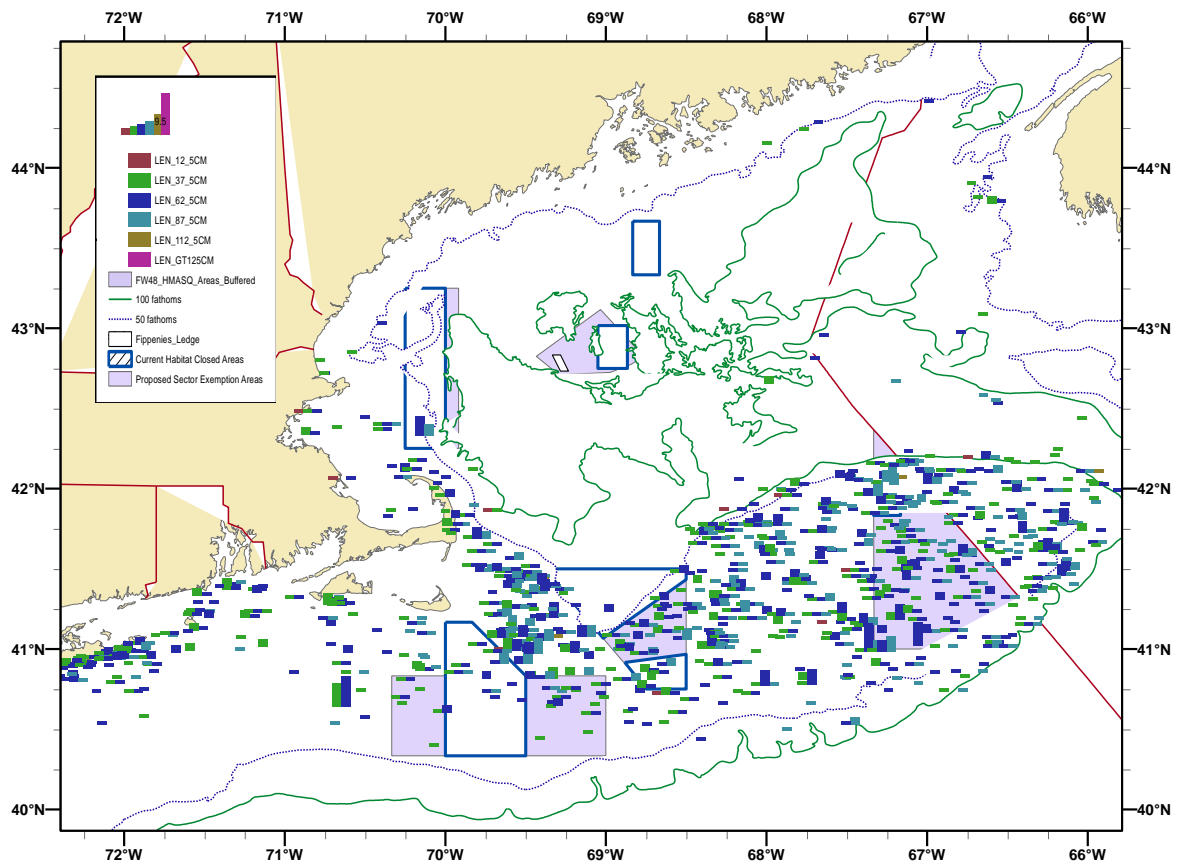 72°W 71°W 70°W 69°W 68°W 67°W 66°W
9.5
LEN_12_5CM
LEN_37_5CM
LEN_62_5CM
LEN_87_5CM
LEN_112_5CM
LEN_GT125CM
FW48_HMASQ_Areas_Buffered
100 fathoms
50 fathoms
Fippenies_Ledge
Current Habitat Closed Areas
Proposed Sector Exemption Areas
44°N 44°N
43°N 43°N
42°N 42°N
41°N 41°N
40°N 40°N
72°W 71°W 70°W 69°W 68°W 67°W 66°W